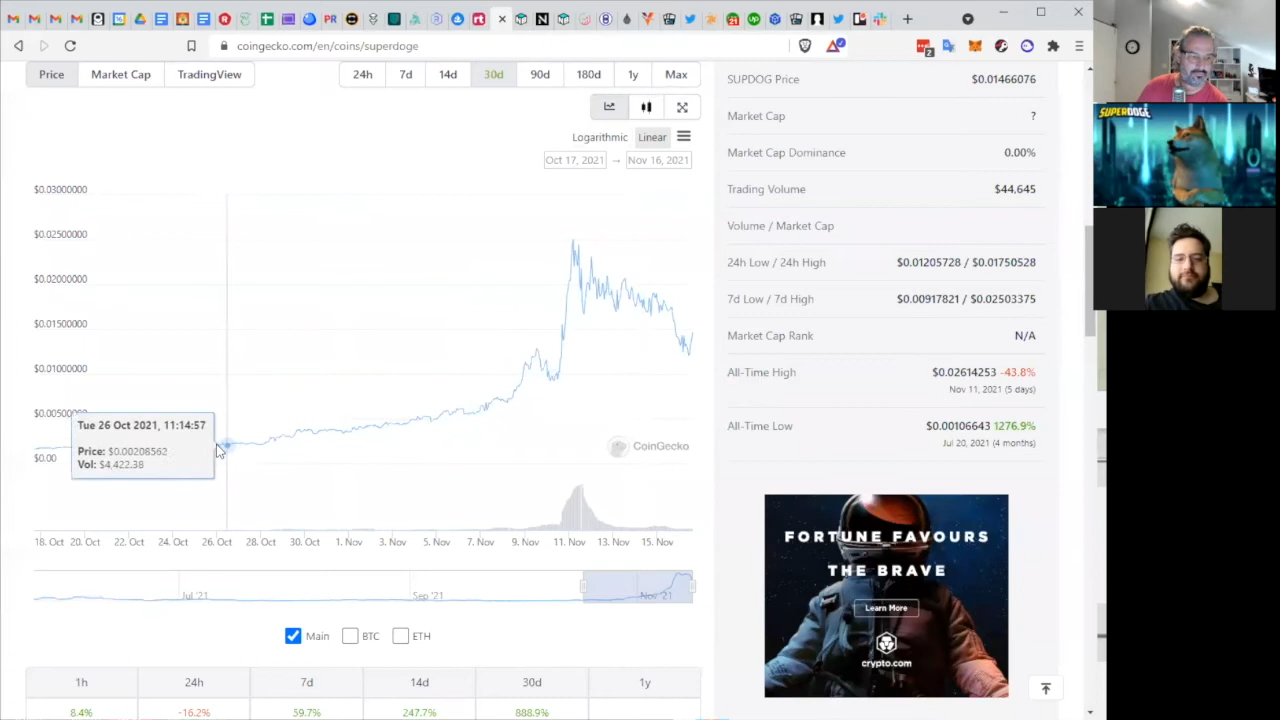 PR
21
coingecko.com/en/coins/superdoge
2
Price
Market Cap
TradingView
24h
7d
14d
30d
90d
180d
1y
Max
Logarithmic
Linear
Oct 17, 2021 → Nov 16, 2021
$0.03000000
$0.02500000
$0.02000000
$0.01500000
$0.01000000
$0.00500000
$0.00
Tue 26 Oct 2021, 11:14:57
Price: $0.00208562
Vol: $4,422.38
CoinGecko
18. Oct
20. Oct
22. Oct
24. Oct
26. Oct
28. Oct
30. Oct
1. Nov
3. Nov
5. Nov
7. Nov
9. Nov
11. Nov
13. Nov
15. Nov
Jul '21
Sep '21
Nov '21
Main
BTC
ETH
1h
24h
7d
14d
30d
1y
8.4%
-16.2%
59.7%
247.7%
888.9%
SUPDOG Price
$0.01466076
Market Cap
?
Market Cap Dominance
0.00%
Trading Volume
$44,645
Volume / Market Cap
24h Low / 24h High
$0.01205728 / $0.01750528
7d Low / 7d High
$0.00917821 / $0.02503375
Market Cap Rank
N/A
All-Time High
$0.02614253 -43.8%
Nov 11, 2021 (5 days)
All-Time Low
$0.00106643 1276.9%
Jul 20, 2021 (4 months)
FORTUNE FAVOURS
THE BRAVE
Learn More
crypto.com
SUPERDOGE